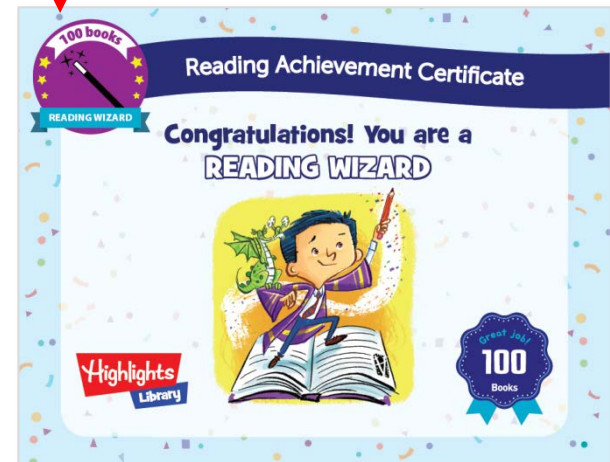 100 books
READING WIZARD
Reading Achievement Certificate
Congratulations! You are a
READING WIZARD
Highlights
Library
Great job!
100
Books